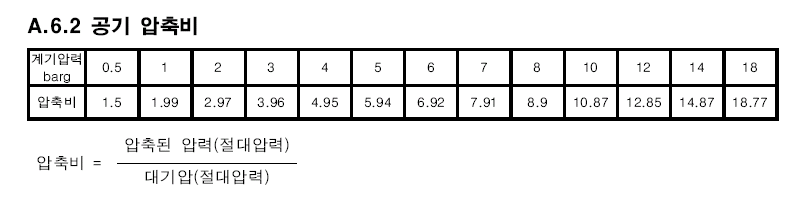 A.6.2 공기 압축비
계기압력 barg 0.5 1 2 3 4 5 6 7 8 10 12 14 18
압축비 1.5 1.99 2.97 3.96 4.95 5.94 6.92 7.91 8.9 10.87 12.85 14.87 18.77
압축된 압력(절대압력)
압축비 =
대기압(절대압력)